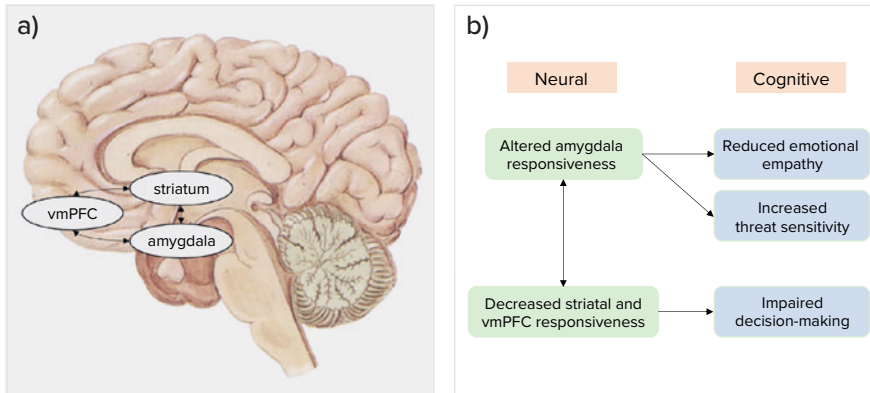 a)
striatum
vmPFC
amygdala
b)
Neural
Cognitive
Altered amygdala
responsiveness
Reduced emotional
empathy
Increased
threat sensitivity
Decreased striatal and
vmPFC responsiveness
Impaired
decision-making